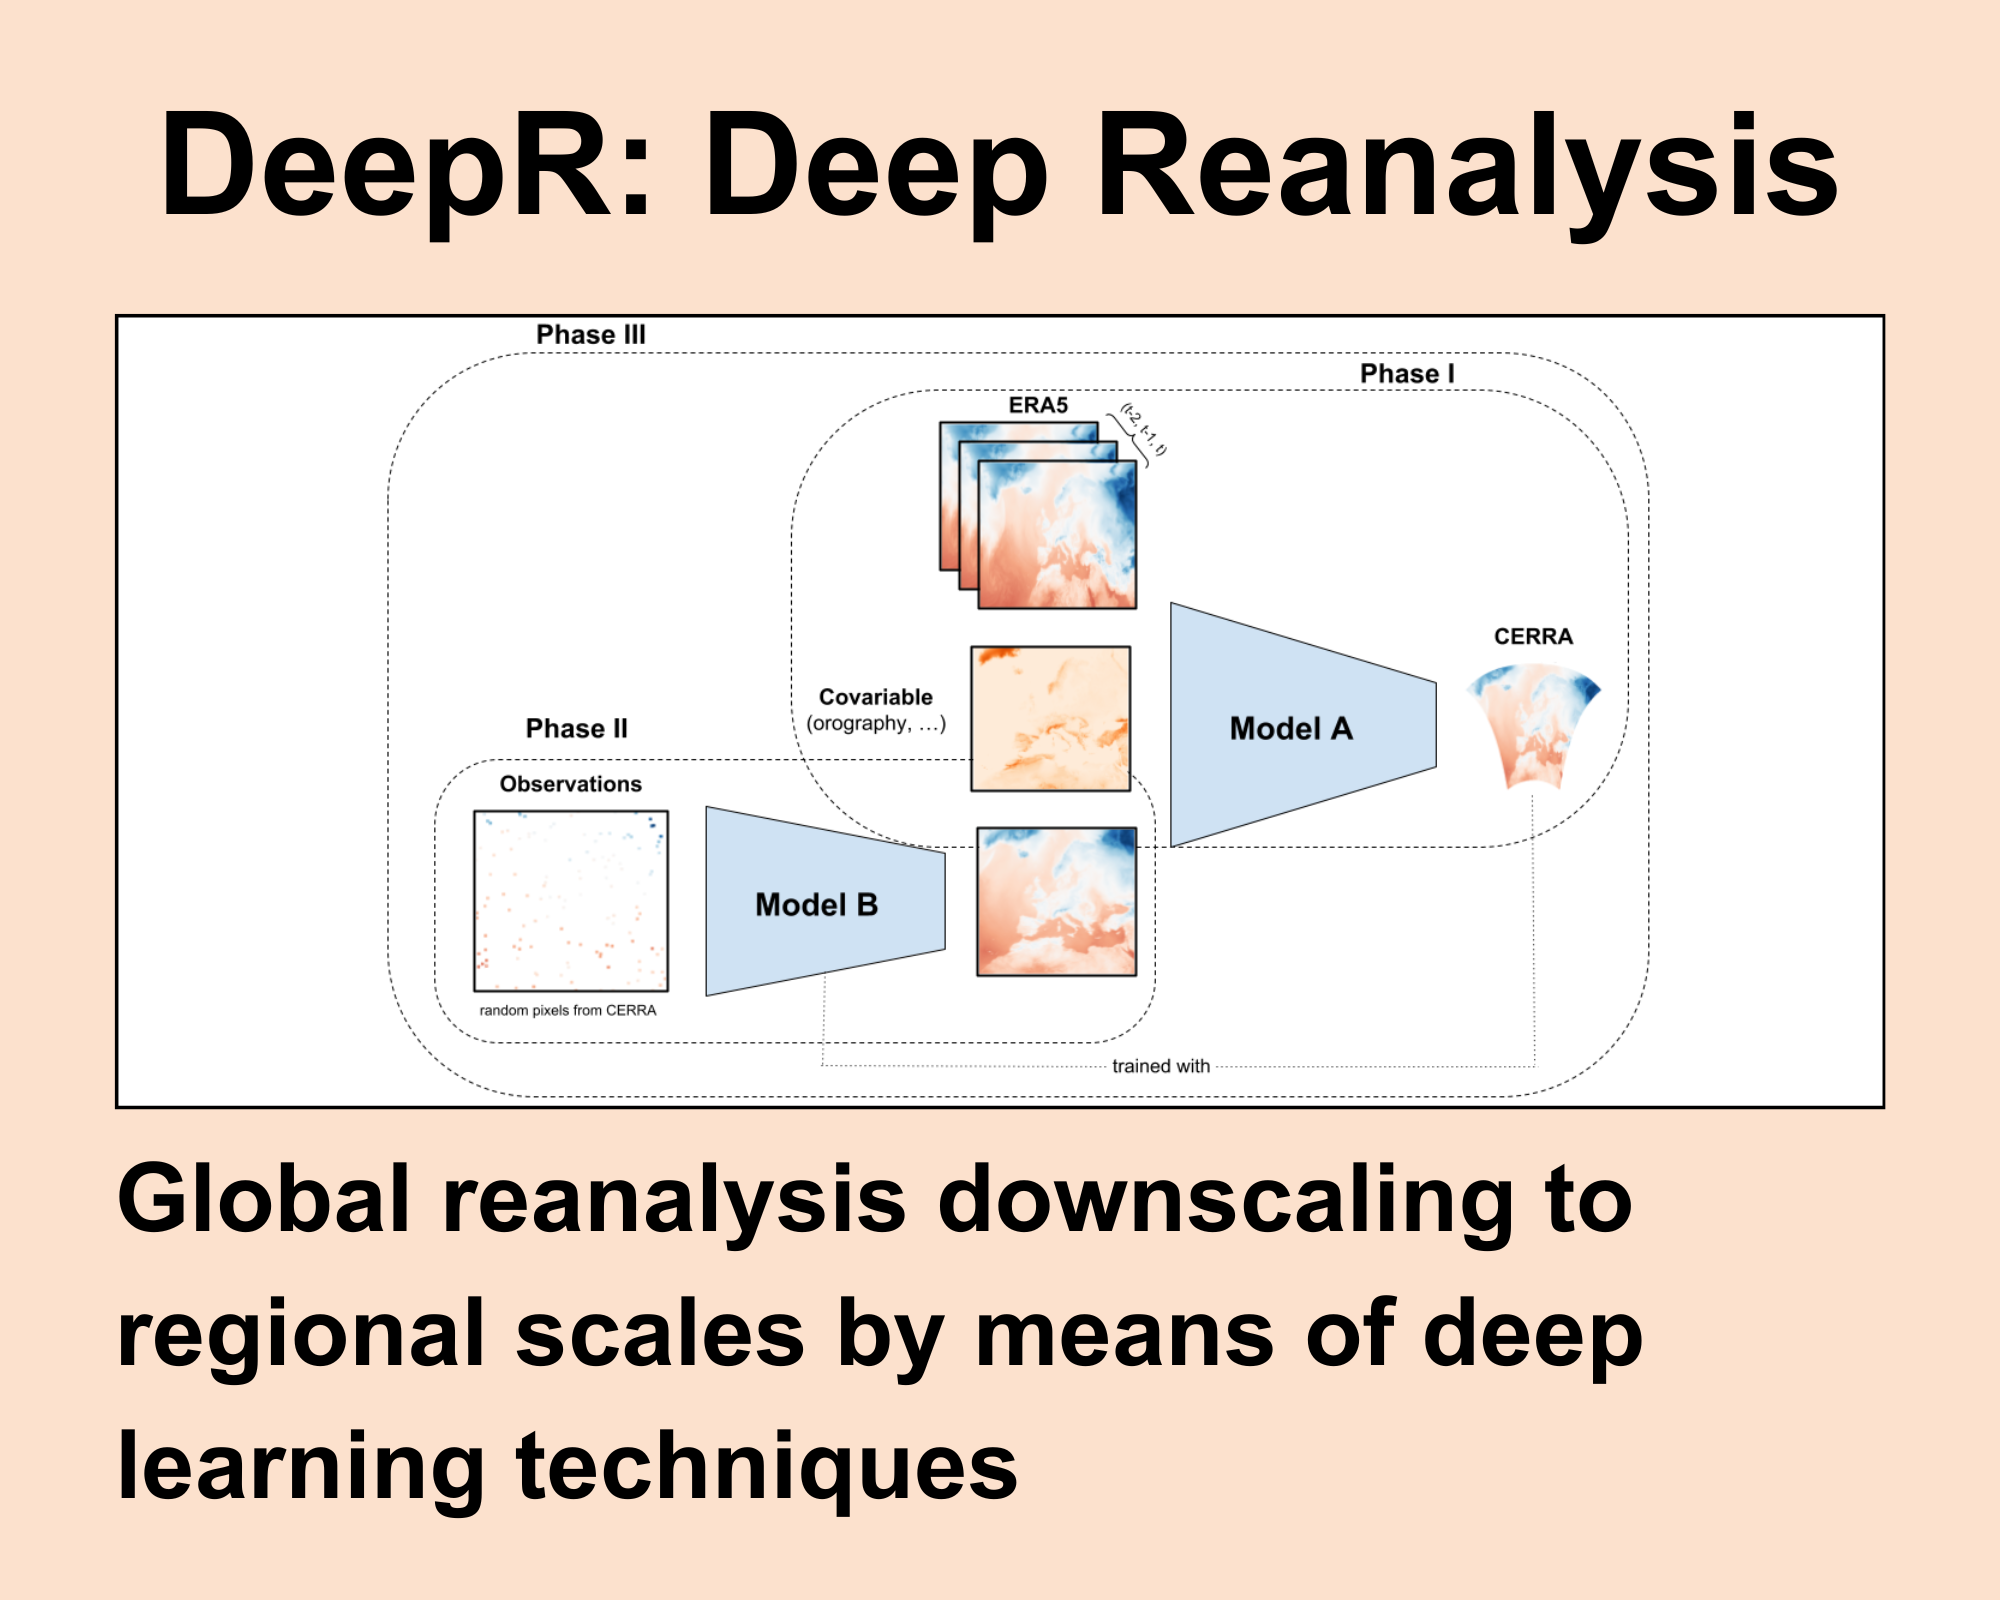 DeepR: Deep Reanalysis
Phase III
Phase I
ERA5
(t-2, t-1, t)
CERRA
Covariable
(orography, …)
Model A
Phase II
Observations
Model B
random pixels from CERRA
trained with
Global reanalysis downscaling to
regional scales by means of deep
learning techniques